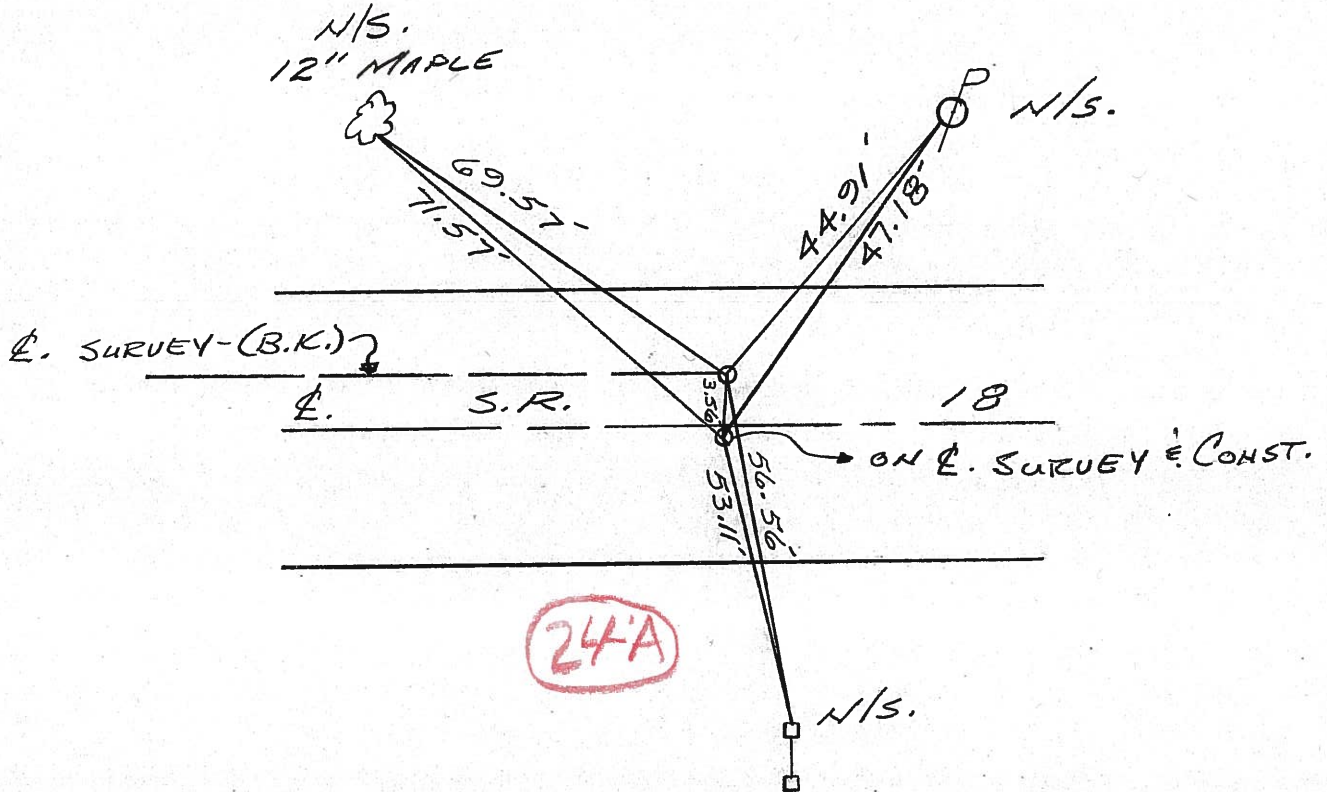 N/S.
12" MAPLE
P
N/S.
69.57'
71.57'
44.91'
47.18'
℄. SURVEY-(B.K.)
℄. S.R. 18
3.56'
ON ℄. SURVEY & CONST.
53.11'
56.56'
24'A
N/S.